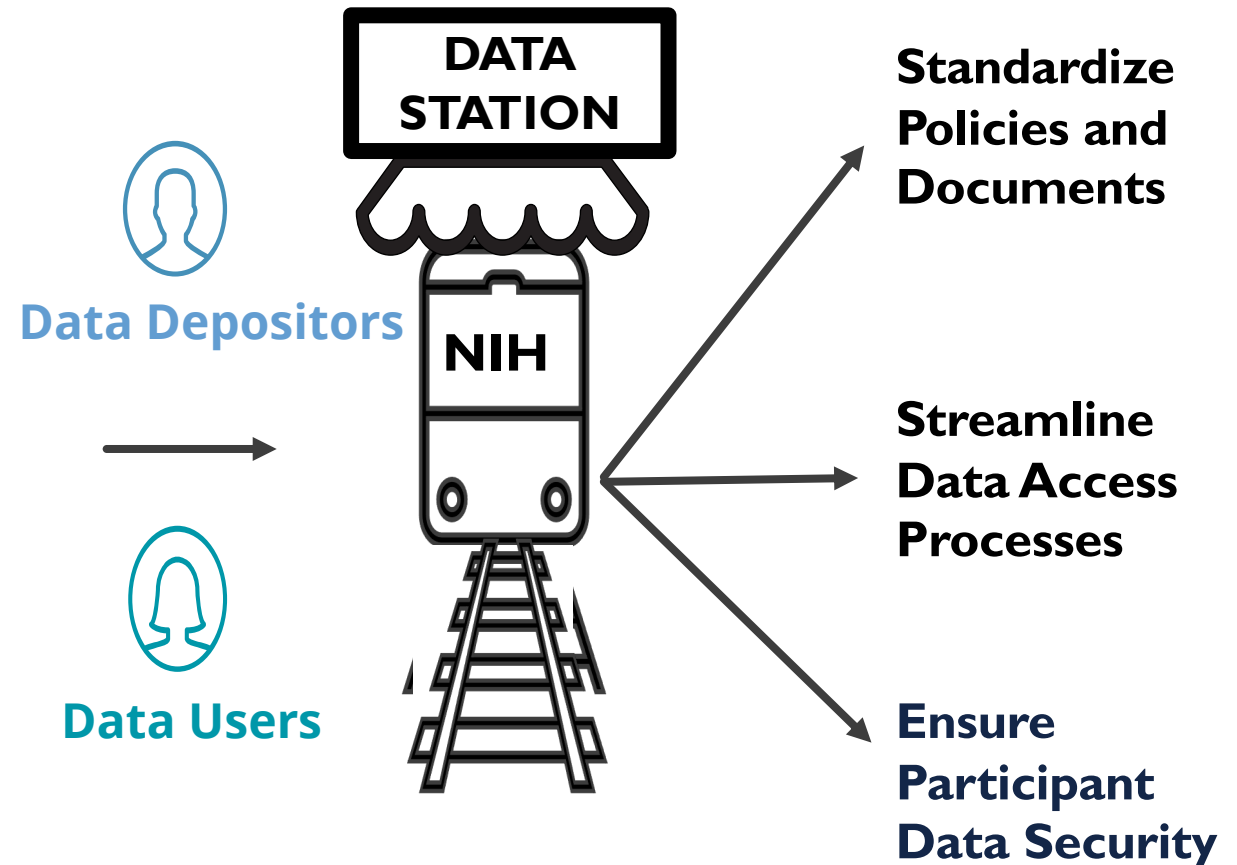 DATA
STATION
Data Depositors
NIH
Data Users
Standardize
Policies and
Documents
Streamline
Data Access
Processes
Ensure
Participant
Data Security